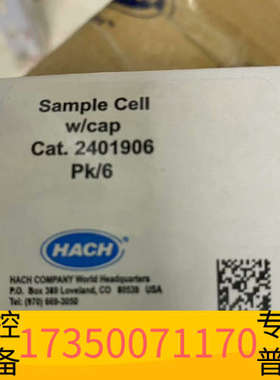 Sample Cell
w/cap
Cat. 2401906
Pk/6
HACH
HACH COMPANY World Headquarters
P.O. Box 389 Loveland, CO 80539 USA
Tel: (970) 669-3050
控 专
备 17350071170